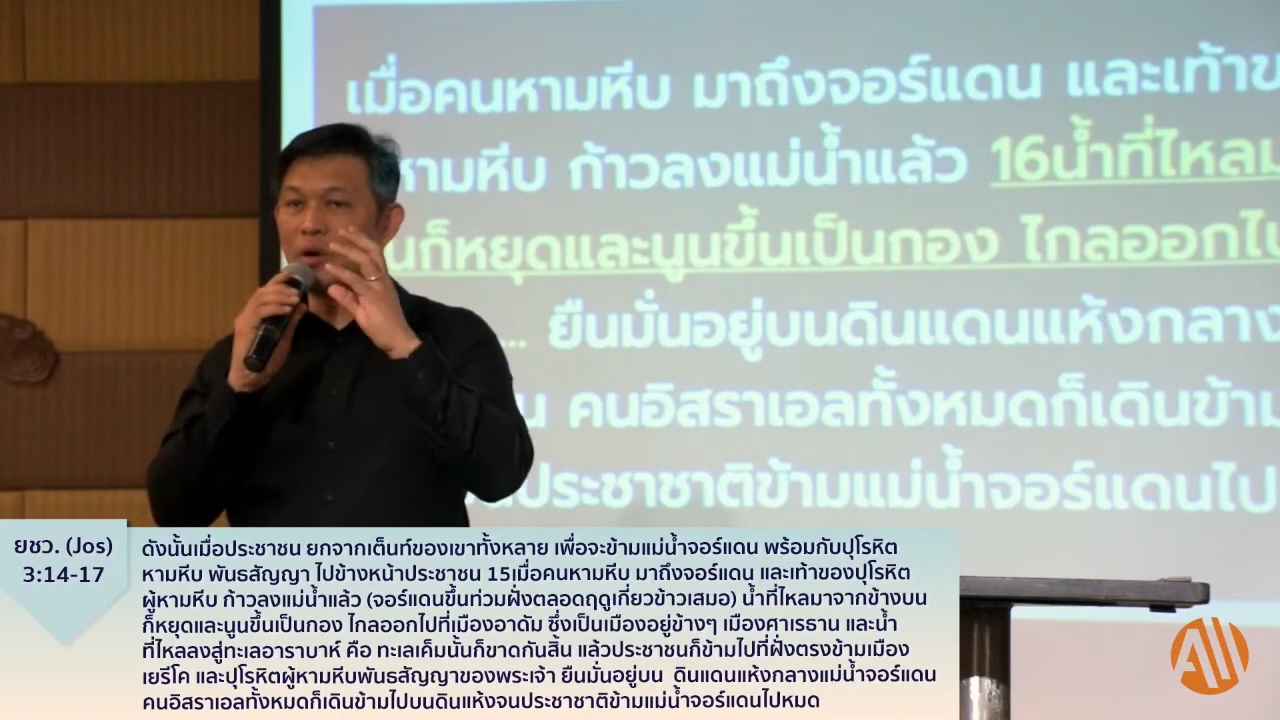 เมื่อคนหามหีบ มาถึงจอร์แดน และเท้าข
หามหีบ ก้าวลงแม่น้ำแล้ว 16น้ำที่ไหลม
นก็หยุดและนูนขึ้นเป็นกอง ไกลออกไป
... ยืนมั่นอยู่บนดินแดนแห้งกลาง
น คนอิสราเอลทั้งหมดก็เดินข้าม
จนประชาชาติข้ามแม่น้ำจอร์แดนไป
ยชว. (Jos)
3:14-17
ดังนั้นเมื่อประชาชน ยกจากเต็นท์ของเขาทั้งหลาย เพื่อจะข้ามแม่น้ำจอร์แดน พร้อมกับปุโรหิต
หามหีบ พันธสัญญา ไปข้างหน้าประชาชน 15เมื่อคนหามหีบ มาถึงจอร์แดน และเท้าของปุโรหิต
ผู้หามหีบ ก้าวลงแม่น้ำแล้ว (จอร์แดนขึ้นท่วมฝั่งตลอดฤดูเกี่ยวข้าวเสมอ) น้ำที่ไหลมาจากข้างบน
ก็หยุดและนูนขึ้นเป็นกอง ไกลออกไปที่เมืองอาดัม ซึ่งเป็นเมืองอยู่ข้างๆ เมืองศาเรธาน และน้ำ
ที่ไหลลงสู่ทะเลอาราบาห์ คือ ทะเลเค็มนั้นก็ขาดกันสิ้น แล้วประชาชนก็ข้ามไปที่ฝั่งตรงข้ามเมือง
เยรีโค และปุโรหิตผู้หามหีบพันธสัญญาของพระเจ้า ยืนมั่นอยู่บน ดินแดนแห้งกลางแม่น้ำจอร์แดน
คนอิสราเอลทั้งหมดก็เดินข้ามไปบนดินแห้งจนประชาชาติข้ามแม่น้ำจอร์แดนไปหมด